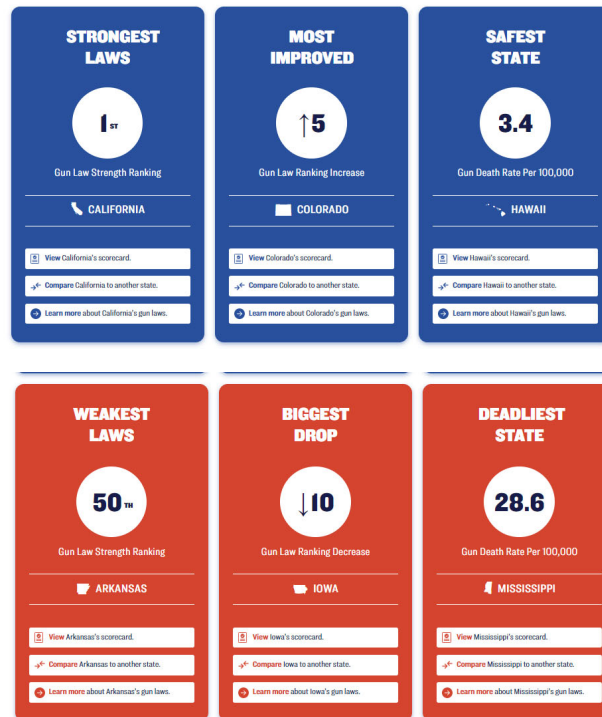 STRONGEST
LAWS
1 ST
Gun Law Strength Ranking
CALIFORNIA
View California's scorecard.
Compare California to another state.
Learn more about California's gun laws.
MOST
IMPROVED
↑5
Gun Law Ranking Increase
COLORADO
View Colorado's scorecard.
Compare Colorado to another state.
Learn more about Colorado's gun laws.
SAFEST
STATE
3.4
Gun Death Rate Per 100,000
HAWAII
View Hawaii's scorecard.
Compare Hawaii to another state.
Learn more about Hawaii's gun laws.
WEAKEST
LAWS
50 TH
Gun Law Strength Ranking
ARKANSAS
View Arkansas's scorecard.
Compare Arkansas to another state.
Learn more about Arkansas's gun laws.
BIGGEST
DROP
↓10
Gun Law Ranking Decrease
IOWA
View Iowa's scorecard.
Compare Iowa to another state.
Learn more about Iowa's gun laws.
DEADLIEST
STATE
28.6
Gun Death Rate Per 100,000
MISSISSIPPI
View Mississippi's scorecard.
Compare Mississippi to another state.
Learn more about Mississippi's gun laws.